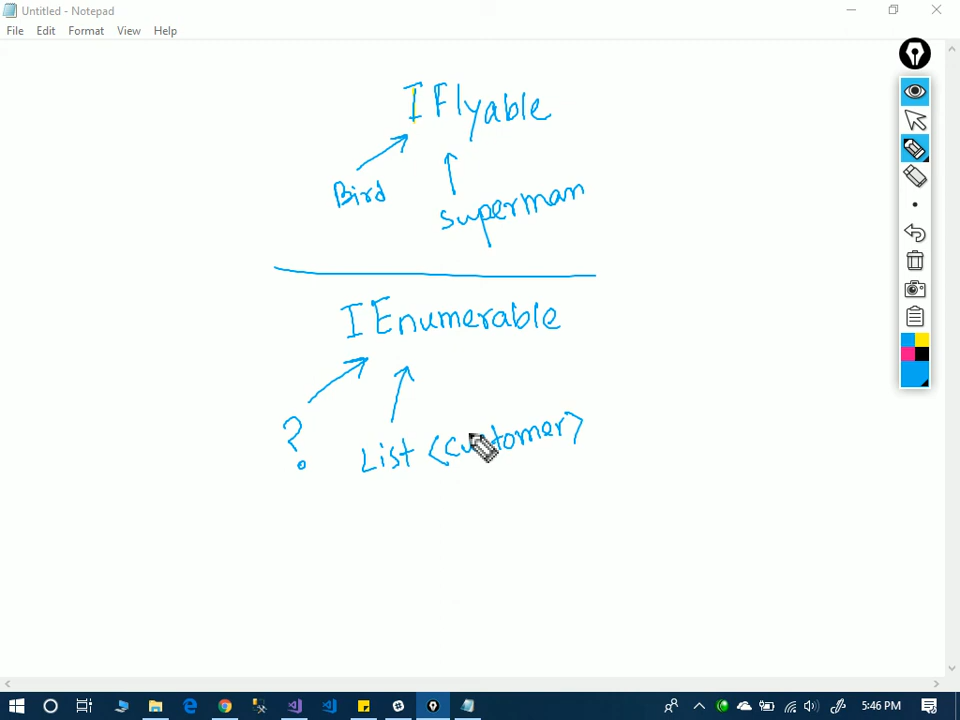 Untitled - Notepad
File Edit Format View Help
IFlyable
Bird
superman
IEnumerable
?
List <customer>
5:46 PM